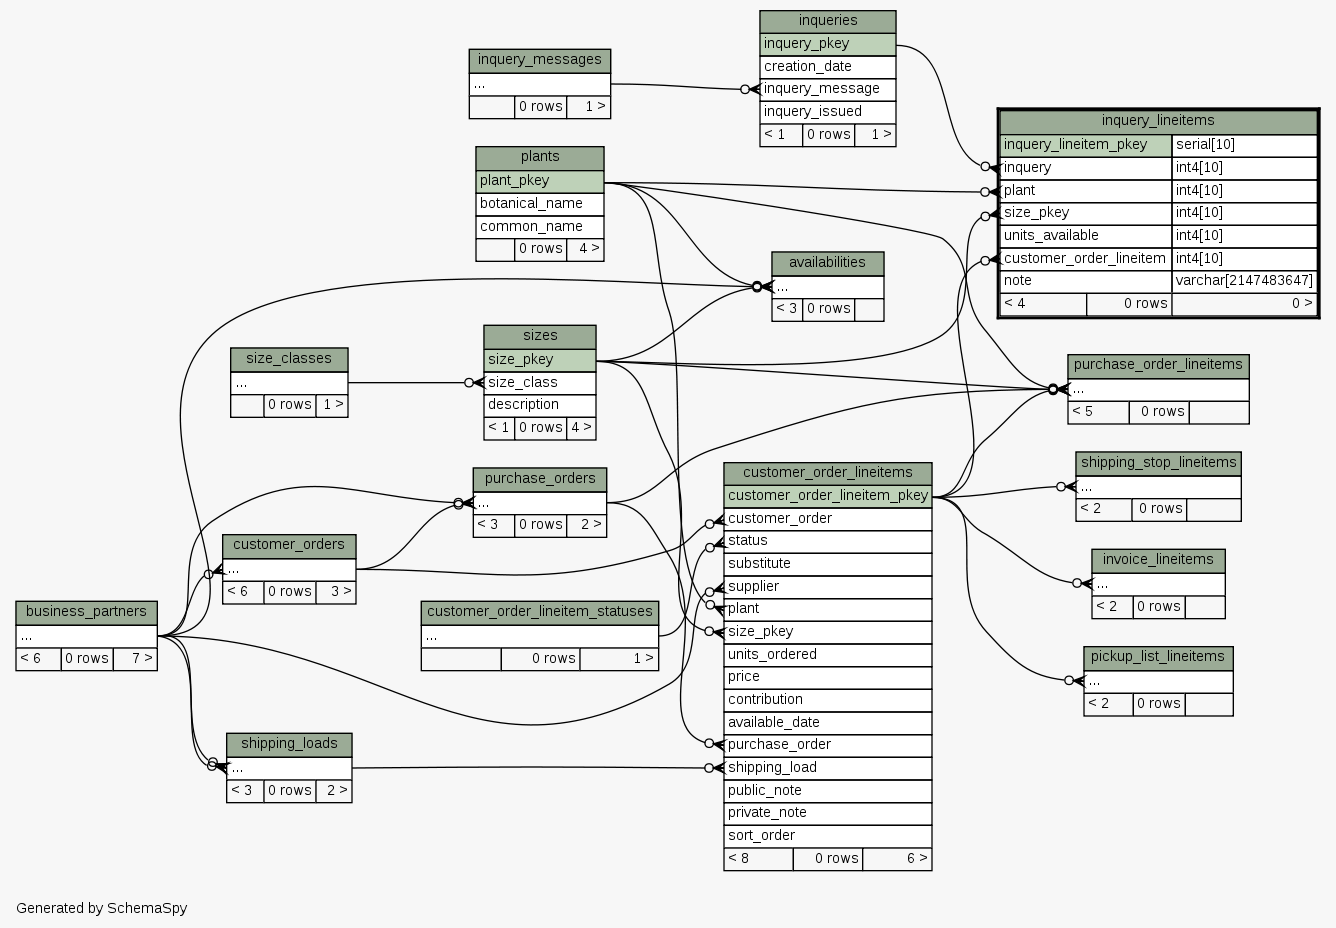 inqueries
inquery_pkey
creation_date
inquery_message
inquery_issued
< 1 0 rows 1 >
inquery_messages
...
0 rows 1 >
inquery_lineitems
inquery_lineitem_pkey serial[10]
inquery int4[10]
plant int4[10]
size_pkey int4[10]
units_available int4[10]
customer_order_lineitem int4[10]
note varchar[2147483647]
< 4 0 rows 0 >
plants
plant_pkey
botanical_name
common_name
0 rows 4 >
availabilities
...
< 3 0 rows
sizes
size_pkey
size_class
description
< 1 0 rows 4 >
size_classes
...
0 rows 1 >
purchase_order_lineitems
...
< 5 0 rows
shipping_stop_lineitems
...
< 2 0 rows
purchase_orders
...
< 3 0 rows 2 >
customer_order_lineitems
customer_order_lineitem_pkey
customer_order
status
substitute
supplier
plant
size_pkey
units_ordered
price
contribution
available_date
purchase_order
shipping_load
public_note
private_note
sort_order
< 8 0 rows 6 >
customer_orders
...
< 6 0 rows 3 >
invoice_lineitems
...
< 2 0 rows
business_partners
...
< 6 0 rows 7 >
customer_order_lineitem_statuses
...
0 rows 1 >
pickup_list_lineitems
...
< 2 0 rows
shipping_loads
...
< 3 0 rows 2 >
Generated by SchemaSpy